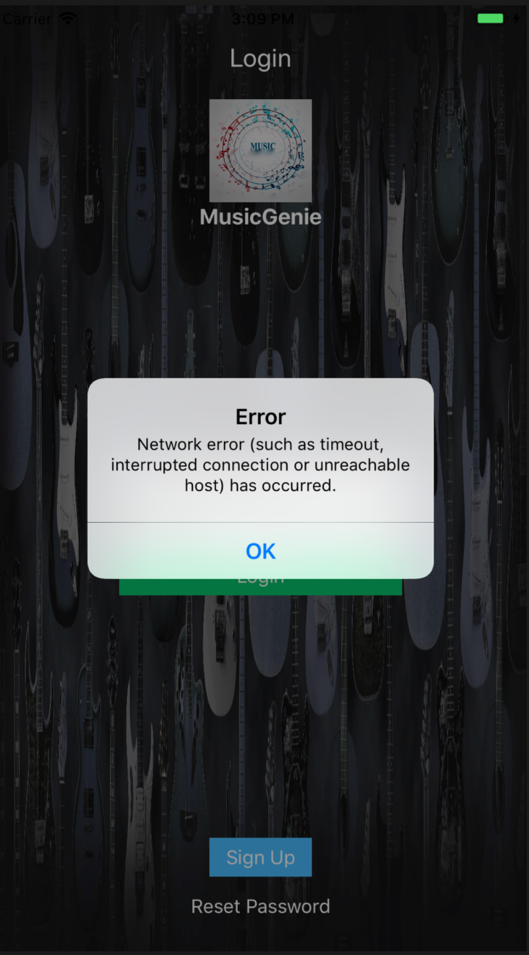 Carrier 3:09 PM
Login
MUSIC
MusicGenie
Error
Network error (such as timeout,
interrupted connection or unreachable
host) has occurred.
OK
Login
Sign Up
Reset Password